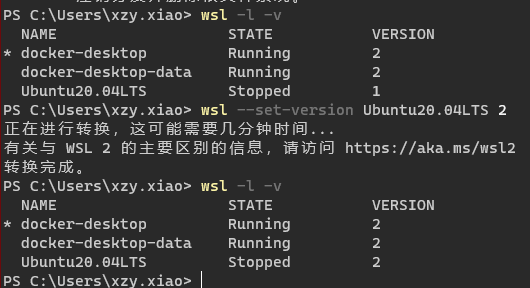 PS C:\Users\xzy.xiao> wsl -l -v
NAME STATE VERSION
* docker-desktop Running 2
docker-desktop-data Running 2
Ubuntu20.04LTS Stopped 1
PS C:\Users\xzy.xiao> wsl --set-version Ubuntu20.04LTS 2
正在进行转换，这可能需要几分钟时间...
有关与 WSL 2 的主要区别的信息，请访问 https://aka.ms/wsl2
转换完成。
PS C:\Users\xzy.xiao> wsl -l -v
NAME STATE VERSION
* docker-desktop Running 2
docker-desktop-data Running 2
Ubuntu20.04LTS Stopped 2
PS C:\Users\xzy.xiao>